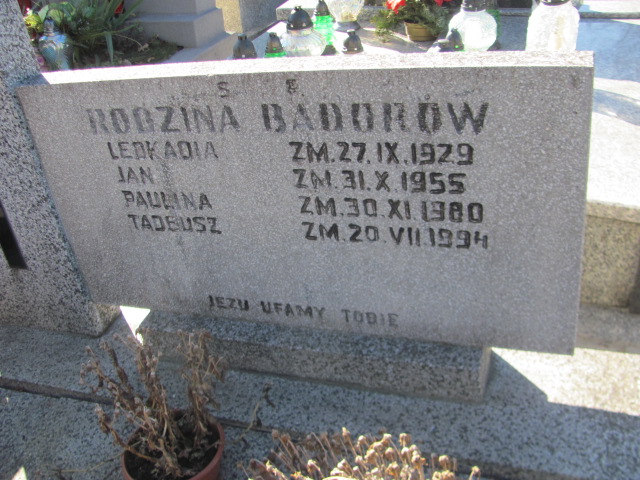 Ś P
RODZINA BADORÓW
LEOKADIA ZM. 27.IX.1929
JAN ZM. 31.X.1955
PAULINA ZM. 30.XI.1980
TADEUSZ ZM. 20.VII.1994
JEZU UFAMY TOBIE